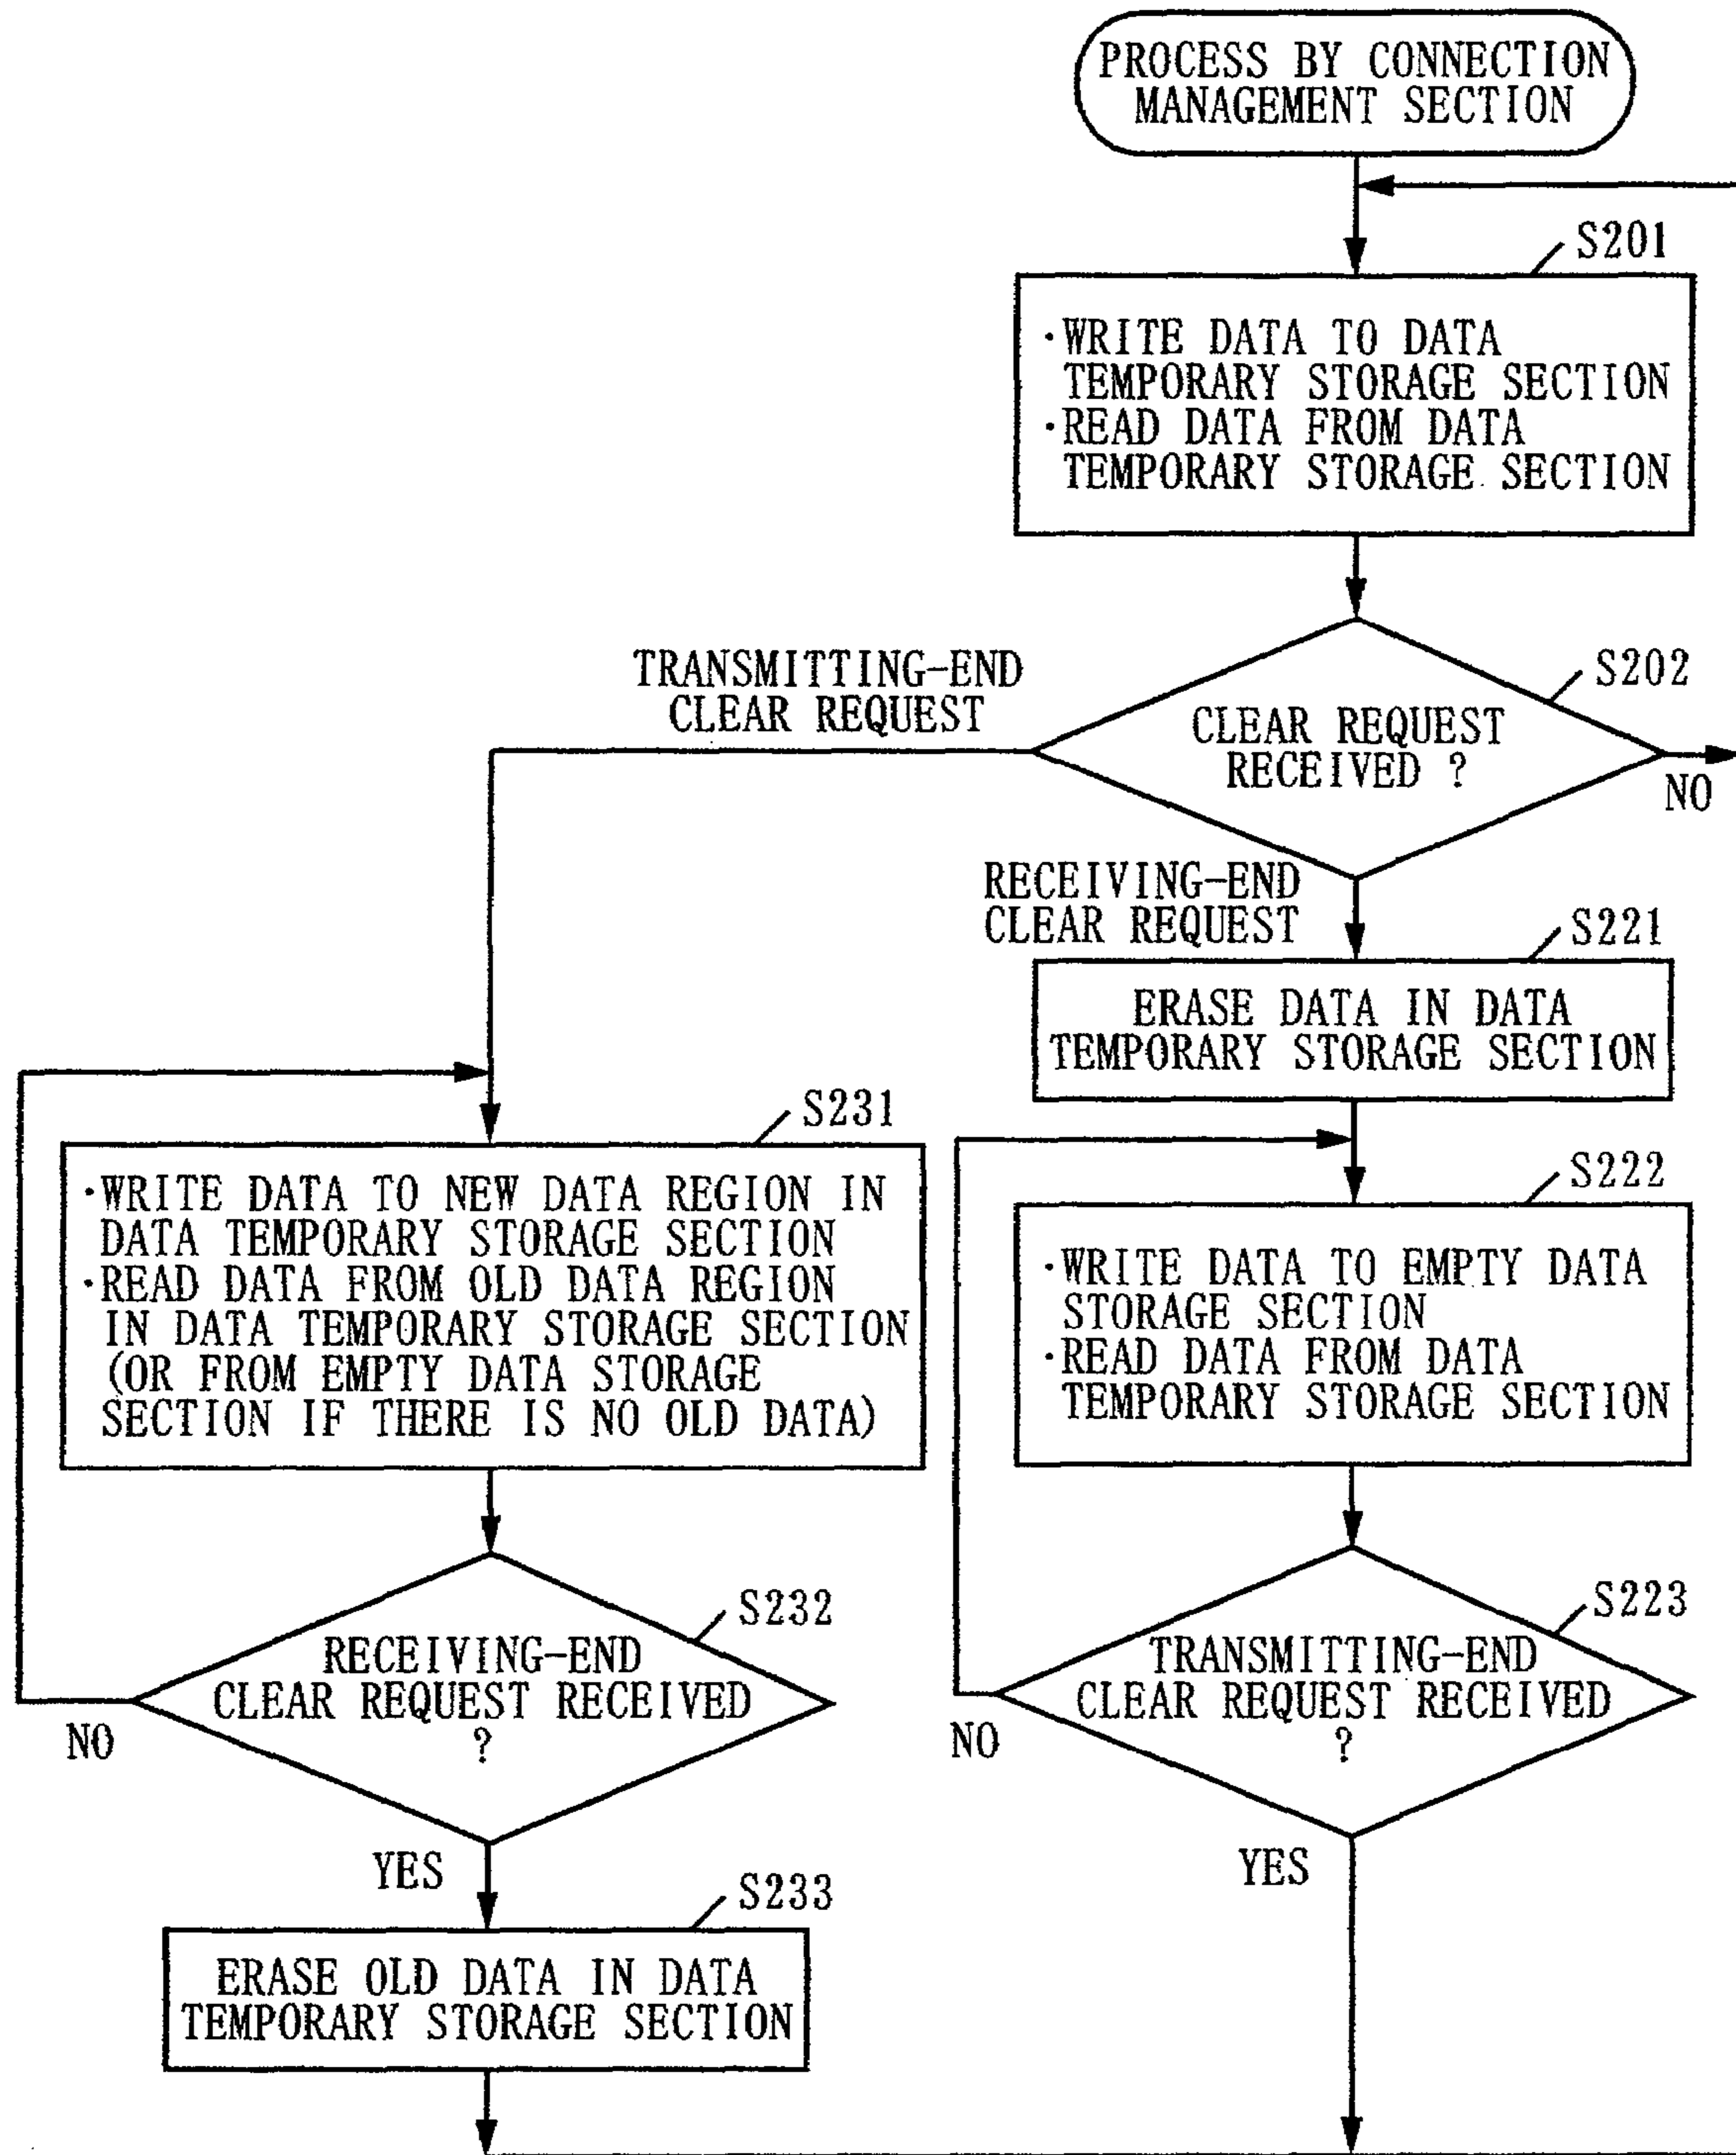 PROCESS BY CONNECTION
MANAGEMENT SECTION
S201
·WRITE DATA TO DATA
TEMPORARY STORAGE SECTION
·READ DATA FROM DATA
TEMPORARY STORAGE SECTION
S202
CLEAR REQUEST
RECEIVED ?
NO
TRANSMITTING-END
CLEAR REQUEST
RECEIVING-END
CLEAR REQUEST
S221
ERASE DATA IN DATA
TEMPORARY STORAGE SECTION
S231
·WRITE DATA TO NEW DATA REGION IN
DATA TEMPORARY STORAGE SECTION
·READ DATA FROM OLD DATA REGION
IN DATA TEMPORARY STORAGE SECTION
(OR FROM EMPTY DATA STORAGE
SECTION IF THERE IS NO OLD DATA)
S222
·WRITE DATA TO EMPTY DATA
STORAGE SECTION
·READ DATA FROM DATA
TEMPORARY STORAGE SECTION
S232
RECEIVING-END
CLEAR REQUEST RECEIVED
?
NO
YES
S223
TRANSMITTING-END
CLEAR REQUEST RECEIVED
?
NO
YES
S233
ERASE OLD DATA IN DATA
TEMPORARY STORAGE SECTION